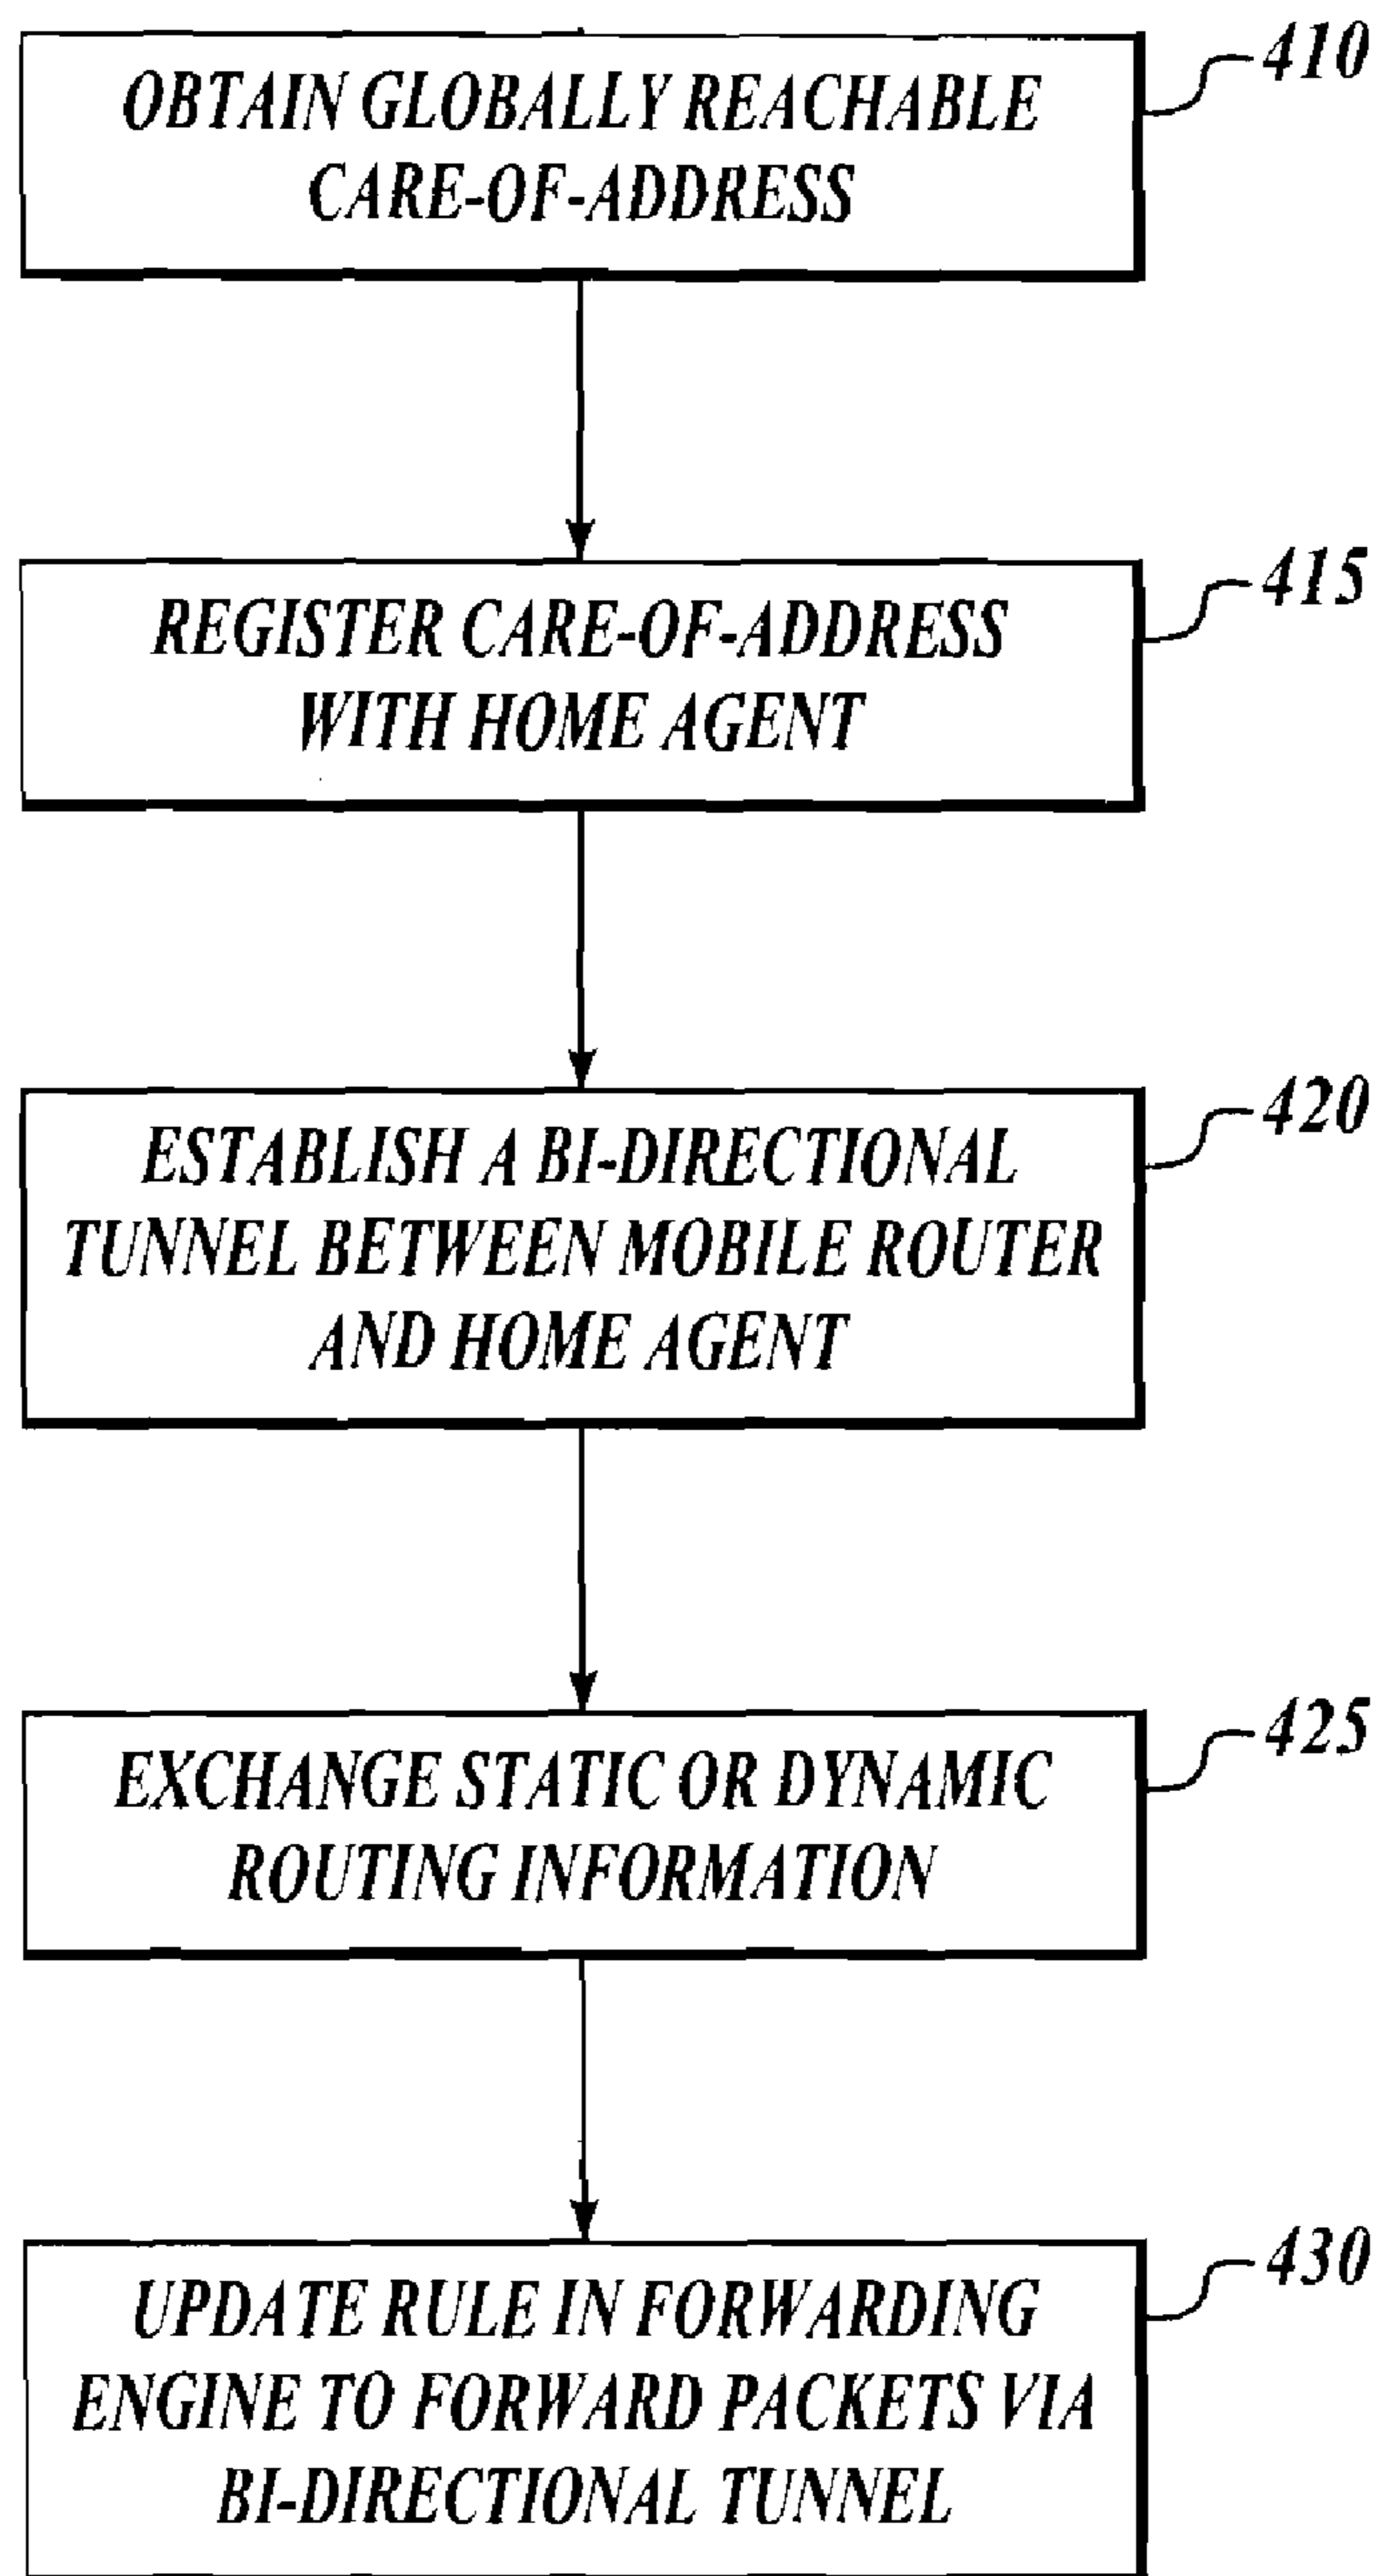 410
OBTAIN GLOBALLY REACHABLE
CARE-OF-ADDRESS
415
REGISTER CARE-OF-ADDRESS
WITH HOME AGENT
420
ESTABLISH A BI-DIRECTIONAL
TUNNEL BETWEEN MOBILE ROUTER
AND HOME AGENT
425
EXCHANGE STATIC OR DYNAMIC
ROUTING INFORMATION
430
UPDATE RULE IN FORWARDING
ENGINE TO FORWARD PACKETS VIA
BI-DIRECTIONAL TUNNEL